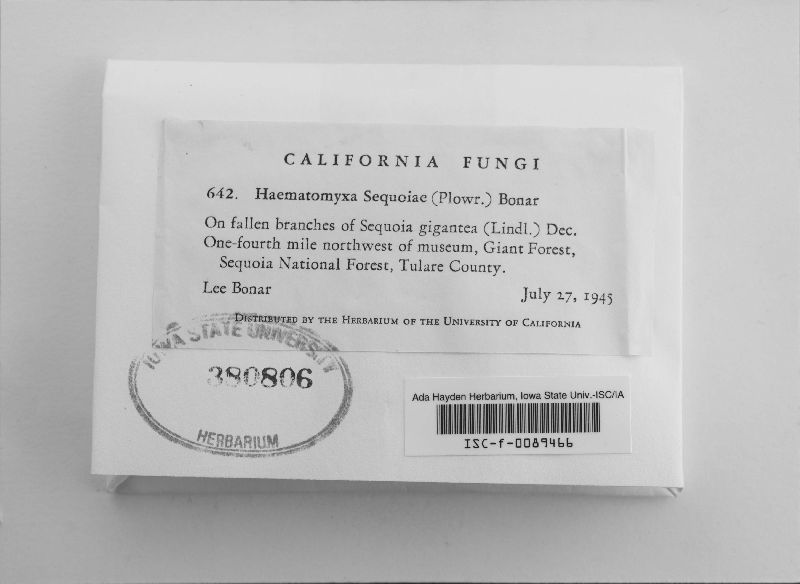 CALIFORNIA FUNGI
642. Haematomyxa Sequoiae (Plowr.) Bonar
On fallen branches of Sequoia gigantea (Lindl.) Dec.
One-fourth mile northwest of museum, Giant Forest,
Sequoia National Forest, Tulare County.
Lee Bonar July 27, 1945
DISTRIBUTED BY THE HERBARIUM OF THE UNIVERSITY OF CALIFORNIA
IOWA STATE UNIVERSITY
380806
HERBARIUM
Ada Hayden Herbarium, Iowa State Univ.-ISC/IA
ISC-f-0089466